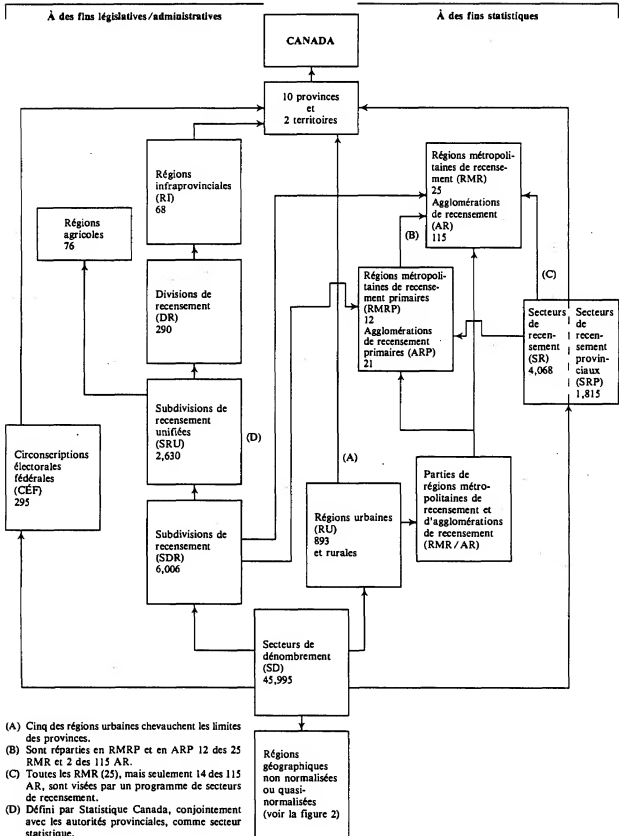 À des fins législatives/administratives
À des fins statistiques
CANADA
10 provinces
et
2 territoires
Régions
infraprovinciales
(RI)
68
Régions métropoli-
taines de recense-
ment (RMR)
25
Agglomérations
de recensement
(AR)
115
Régions
agricoles
76
(B)
(C)
Divisions de
recensement
(DR)
290
Régions métropoli-
taines de recense-
ment primaires
(RMRP)
12
Agglomérations
de recensement
primaires (ARP)
21
Secteurs
de
recen-
sement
(SR)
4,068
Secteurs
de
recen-
sement
provin-
ciaux
(SRP)
1,815
Subdivisions de
recensement
unifiées
(SRU)
2,630
(D)
(A)
Circonscriptions
électorales
fédérales
(CÉF)
295
Subdivisions de
recensement
(SDR)
6,006
Régions urbaines
(RU)
893
et rurales
Parties de
régions métro-
politaines de
recensement et
d'agglomérations
de recensement
(RMR/AR)
Secteurs de
dénombrement
(SD)
45,995
Régions
géographiques
non normalisées
ou quasi-
normalisées
(voir la figure 2)
(A) Cinq des régions urbaines chevauchent les limites
des provinces.
(B) Sont réparties en RMRP et en ARP 12 des 25
RMR et 2 des 115 AR.
(C) Toutes les RMR (25), mais seulement 14 des 115
AR, sont visées par un programme de secteurs
de recensement.
(D) Défini par Statistique Canada, conjointement
avec les autorités provinciales, comme secteur
statistique.